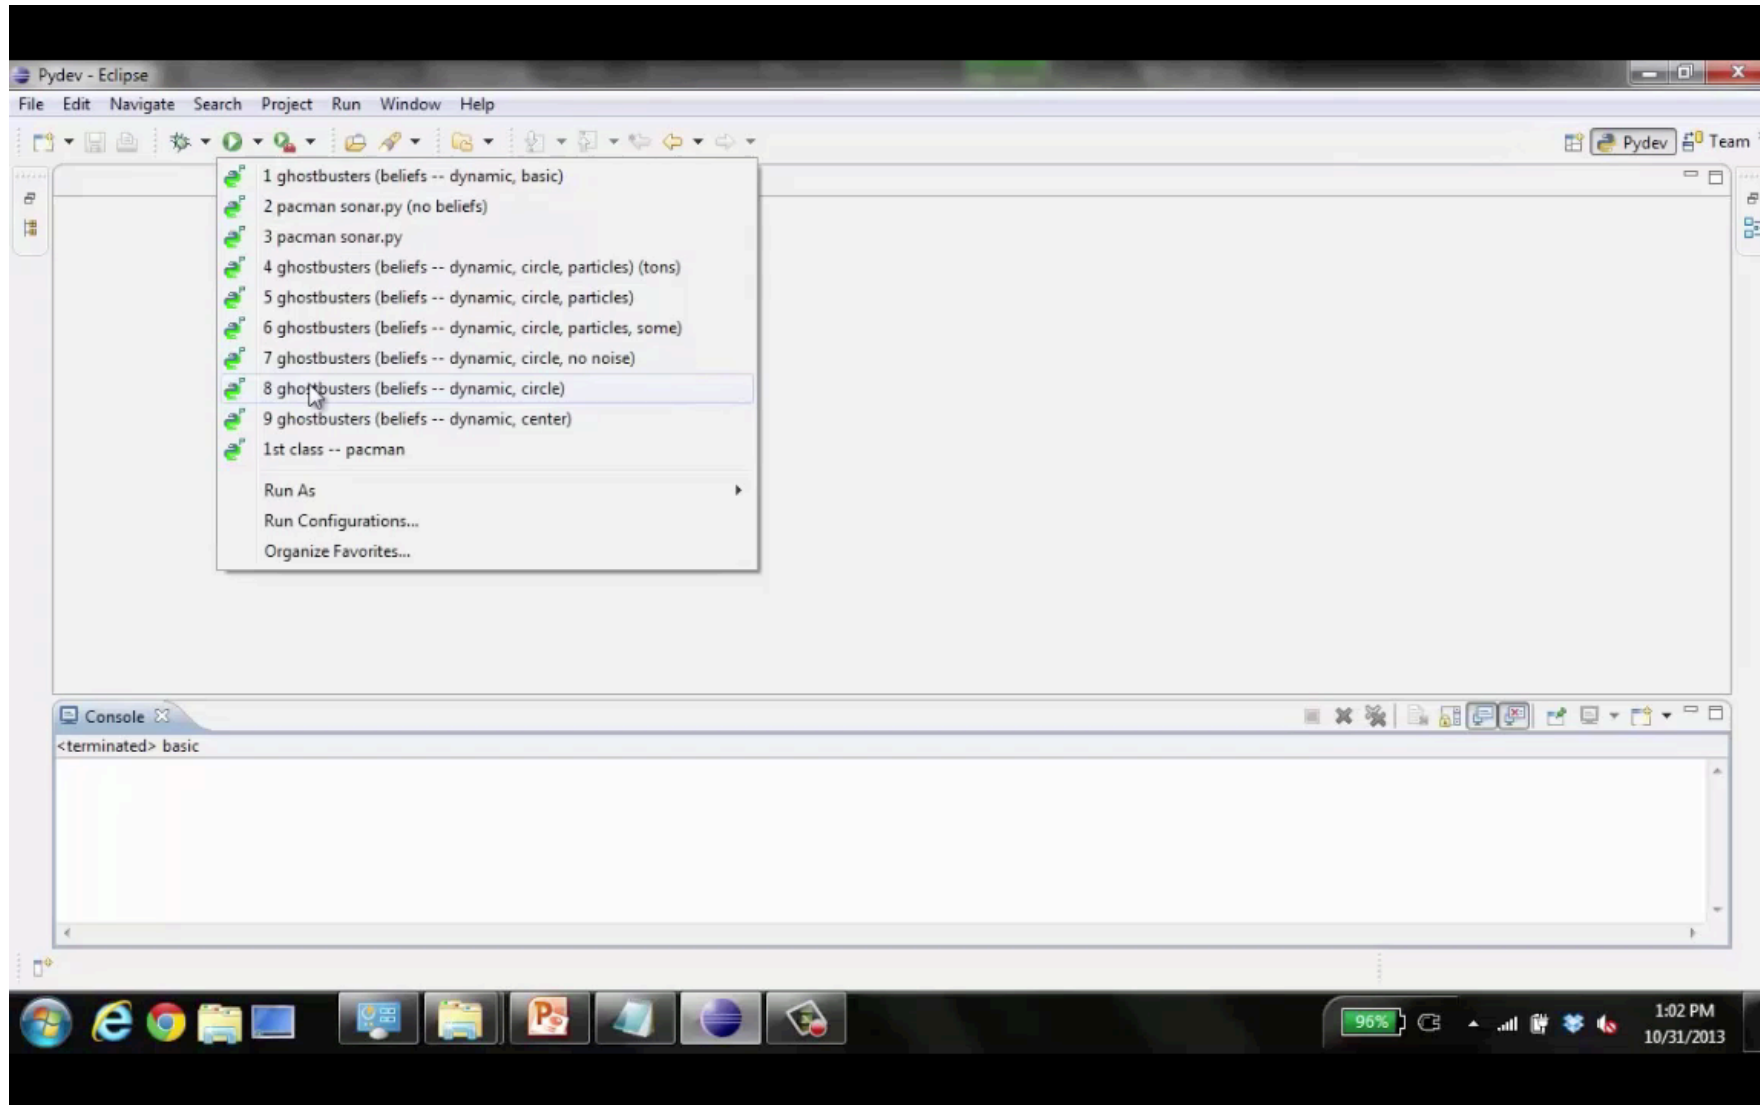 Pydev - Eclipse
File Edit Navigate Search Project Run Window Help
Pydev Team
1 ghostbusters (beliefs -- dynamic, basic)
2 pacman sonar.py (no beliefs)
3 pacman sonar.py
4 ghostbusters (beliefs -- dynamic, circle, particles) (tons)
5 ghostbusters (beliefs -- dynamic, circle, particles)
6 ghostbusters (beliefs -- dynamic, circle, particles, some)
7 ghostbusters (beliefs -- dynamic, circle, no noise)
8 ghostbusters (beliefs -- dynamic, circle)
9 ghostbusters (beliefs -- dynamic, center)
1st class -- pacman
Run As
Run Configurations...
Organize Favorites...
Console
<terminated> basic
96%
1:02 PM
10/31/2013